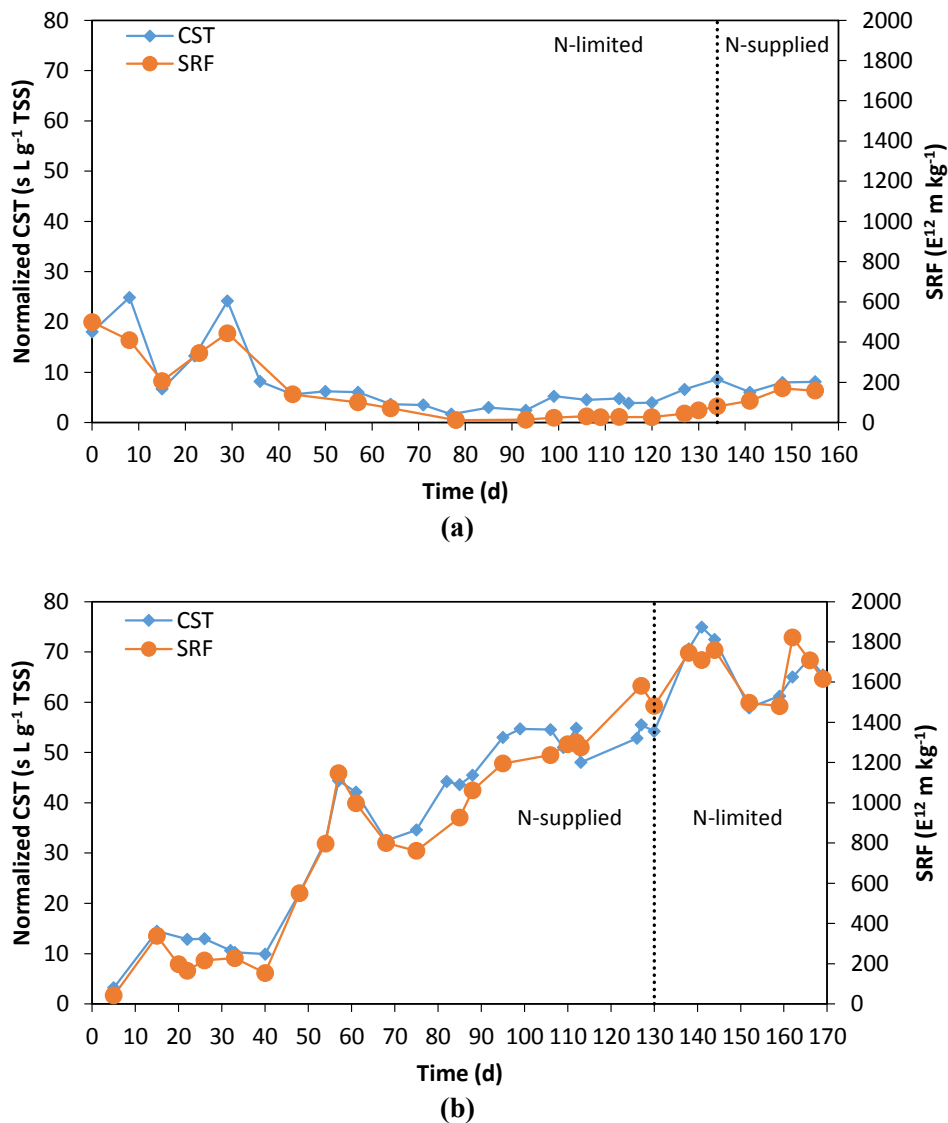 CST
SRF
N-limited
N-supplied
Normalized CST (s L g⁻¹ TSS)
80
70
60
50
40
30
20
10
0
2000
1800
1600
1400
1200
1000
800
600
400
200
0
SRF (E¹² m kg⁻¹)
0 10 20 30 40 50 60 70 80 90 100 110 120 130 140 150 160
Time (d)
(a)
CST
SRF
N-supplied
N-limited
Normalized CST (s L g⁻¹ TSS)
80
70
60
50
40
30
20
10
0
2000
1800
1600
1400
1200
1000
800
600
400
200
0
SRF (E¹² m kg⁻¹)
0 10 20 30 40 50 60 70 80 90 100 110 120 130 140 150 160 170
Time (d)
(b)